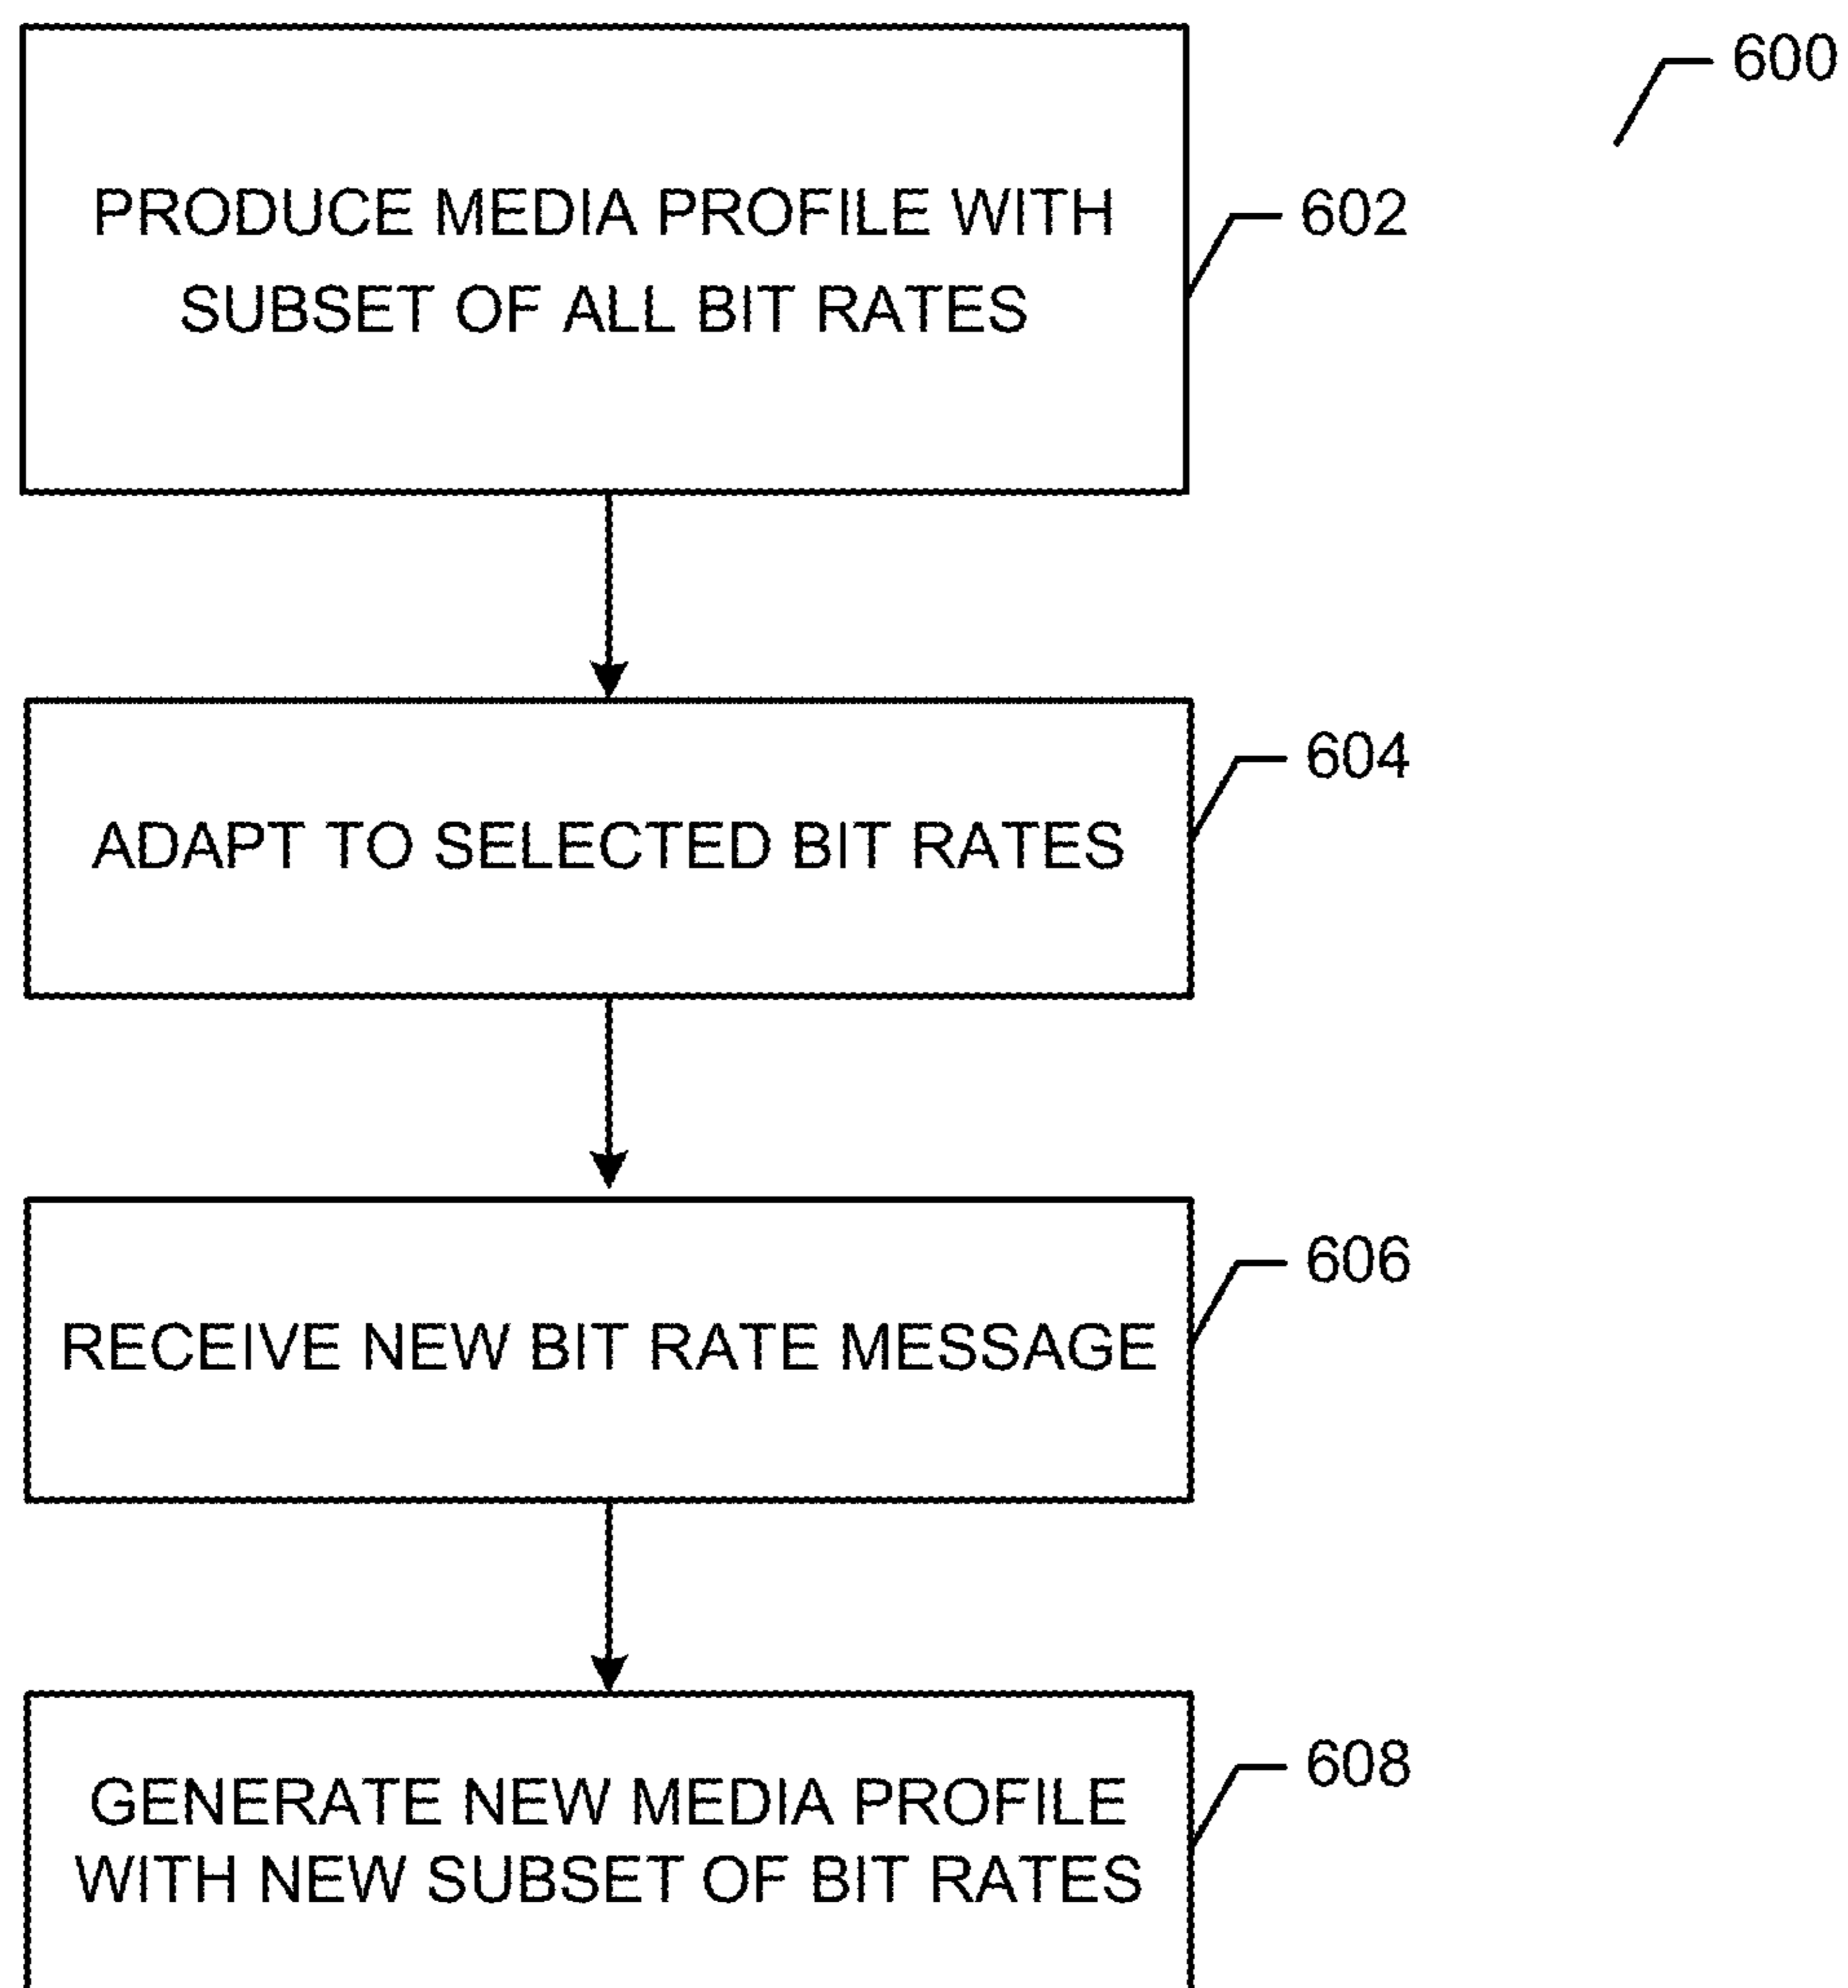 600
PRODUCE MEDIA PROFILE WITH
SUBSET OF ALL BIT RATES
602
ADAPT TO SELECTED BIT RATES
604
RECEIVE NEW BIT RATE MESSAGE
606
GENERATE NEW MEDIA PROFILE
WITH NEW SUBSET OF BIT RATES
608